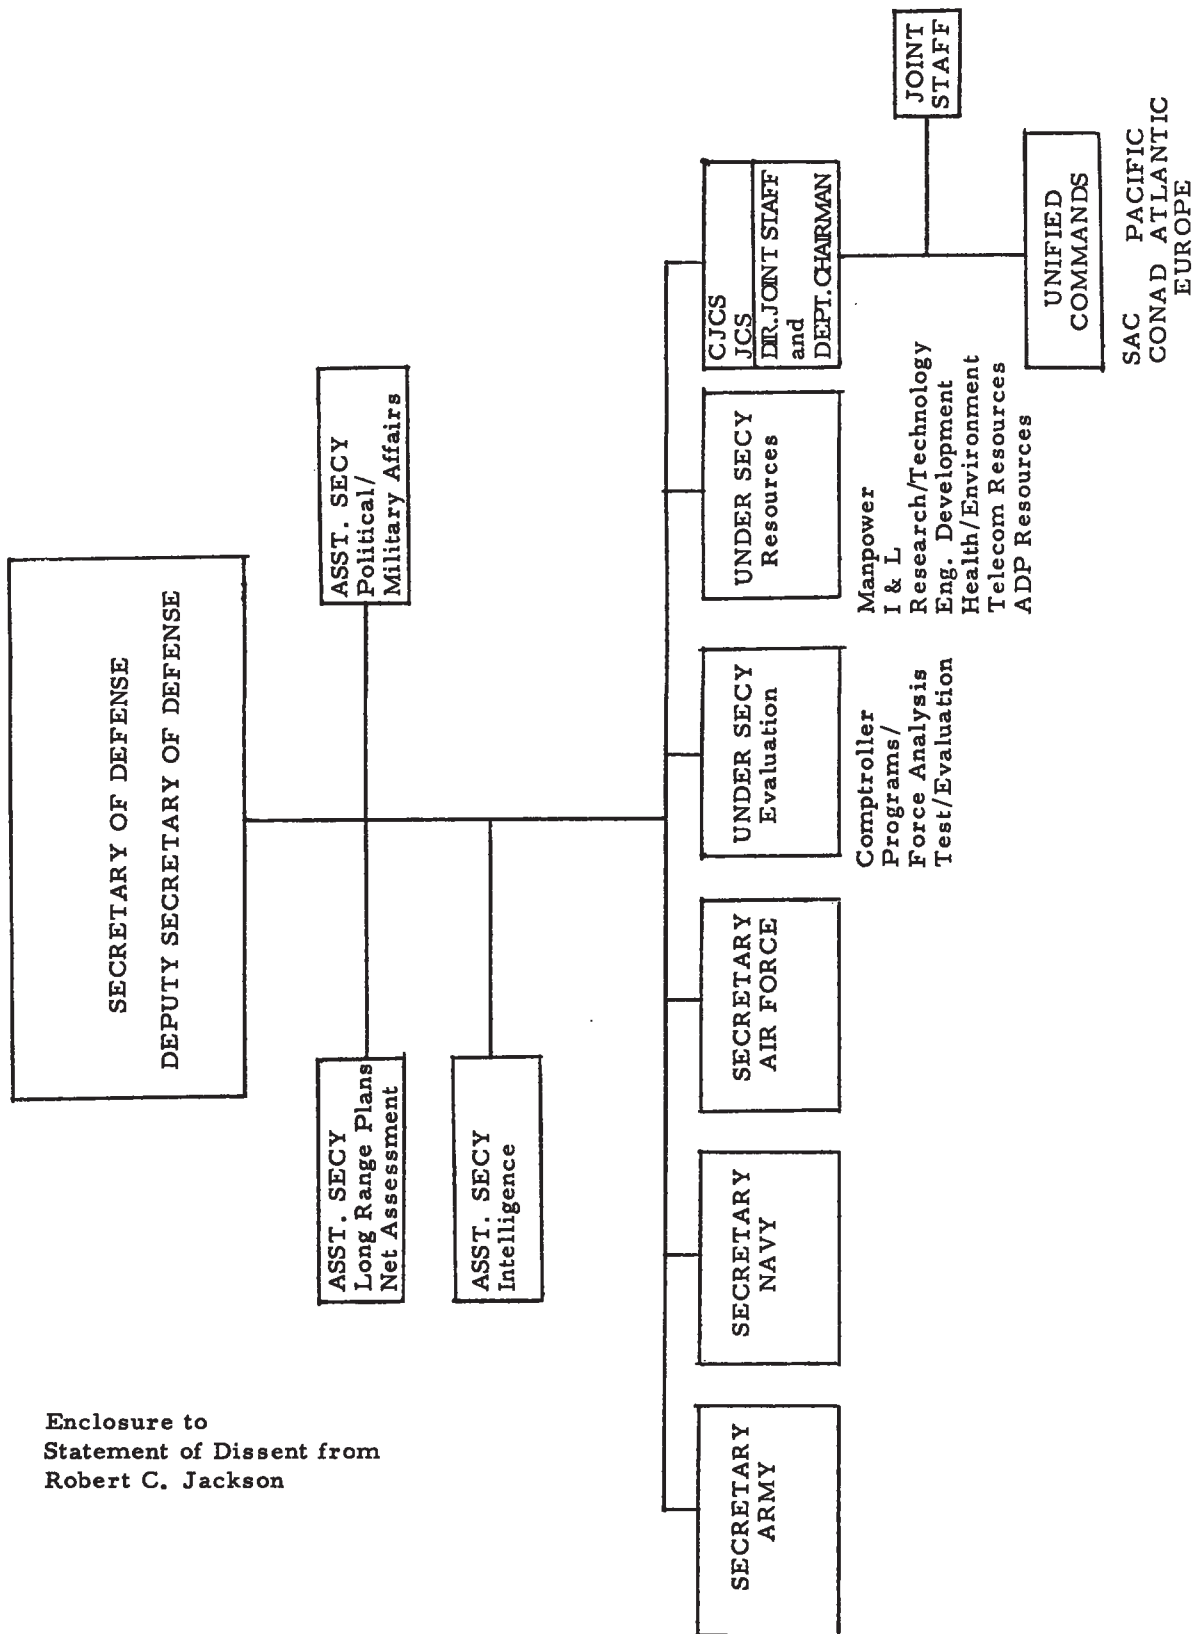 Enclosure to
Statement of Dissent from
Robert C. Jackson
SECRETARY OF DEFENSE
DEPUTY SECRETARY OF DEFENSE
ASST. SECY
Long Range Plans
Net Assessment
ASST. SECY
Political/
Military Affairs
ASST. SECY
Intelligence
SECRETARY
ARMY
SECRETARY
NAVY
SECRETARY
AIR FORCE
UNDER SECY
Evaluation
Comptroller
Programs/
Force Analysis
Test/Evaluation
UNDER SECY
Resources
Manpower
I & L
Research/Technology
Eng. Development
Health/Environment
Telecom Resources
ADP Resources
CJCS
JCS
DIR. JOINT STAFF
and
DEPT. CHAIRMAN
JOINT
STAFF
UNIFIED
COMMANDS
SAC PACIFIC
CONAD ATLANTIC
EUROPE